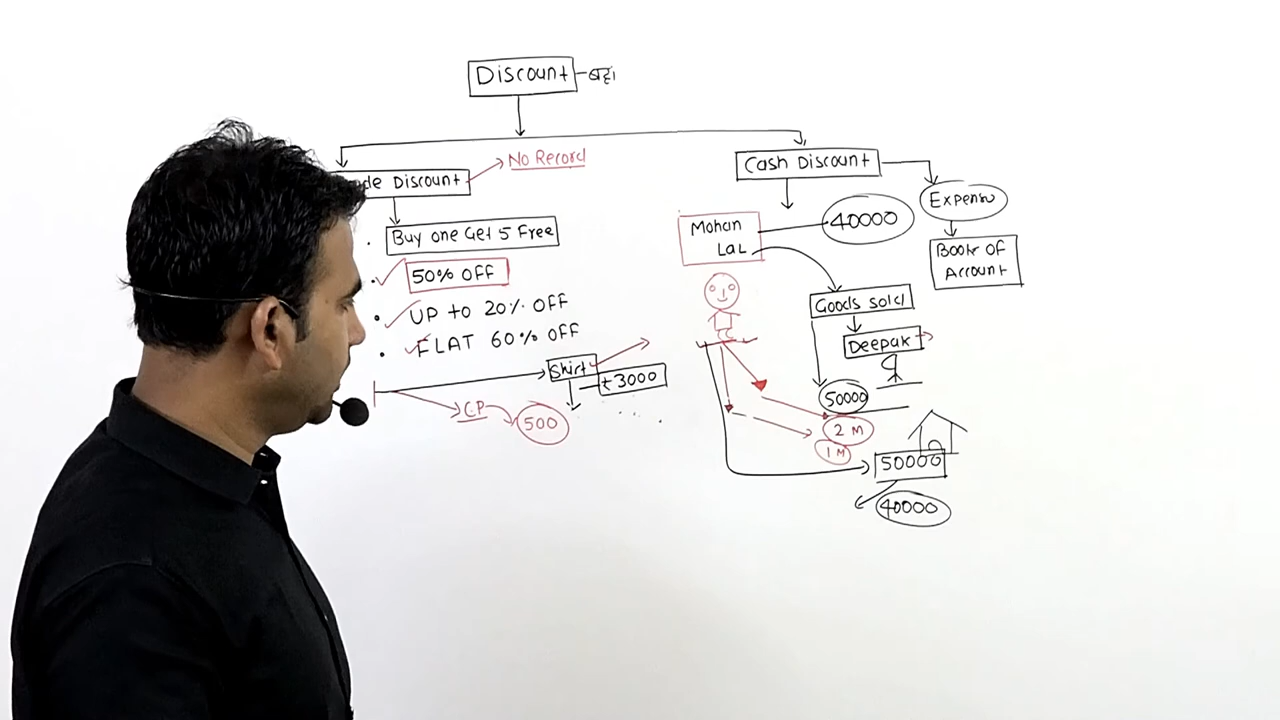 Discount
No Record
de Discount
Buy one Get 5 Free
50% OFF
UP to 20% OFF
FLAT 60% OFF
Shirt
₹3000
C.P
500
Cash Discount
Mohan
Lal
40000
Goods sold
Deepak
50000
2 M
1 M
50000
40000
Book OF
Account